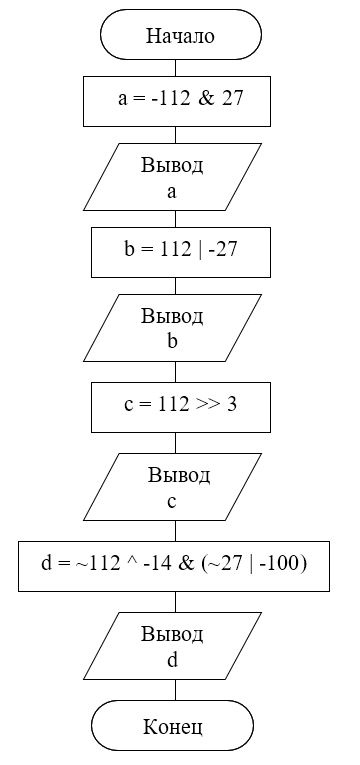 Начало
a = -112 & 27
Вывод
a
b = 112 | -27
Вывод
b
c = 112 >> 3
Вывод
c
d = ~112 ^ -14 & (~27 | -100)
Вывод
d
Конец